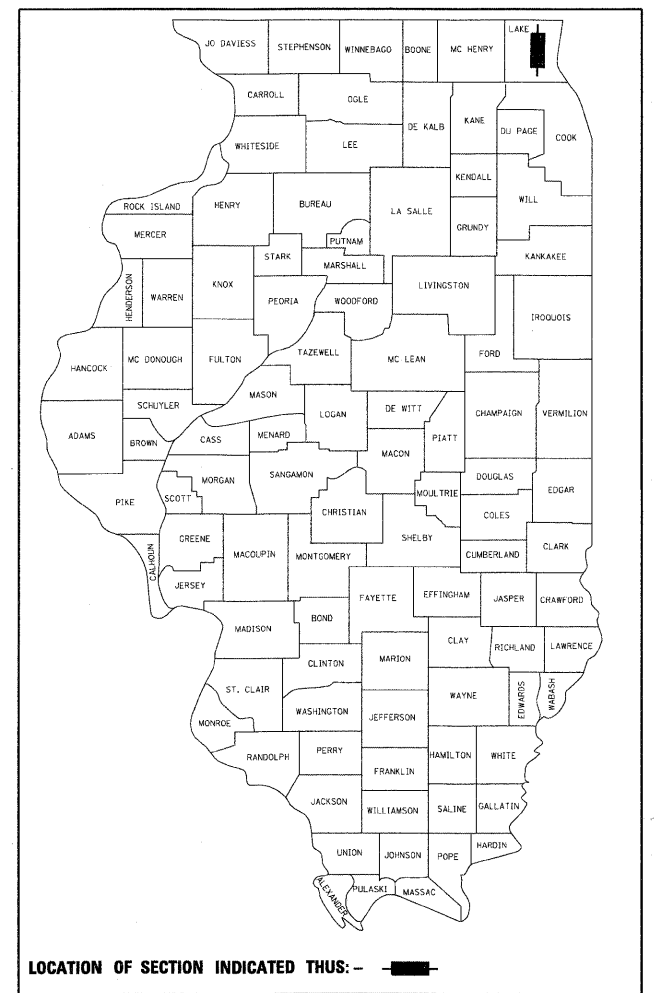 LAKE
JO DAVIESS STEPHENSON WINNEBAGO BOONE MC HENRY
CARROLL OGLE
DE KALB KANE DU PAGE COOK
WHITESIDE LEE
KENDALL WILL
ROCK ISLAND HENRY BUREAU LA SALLE
GRUNDY
MERCER PUTNAM
STARK MARSHALL KANKAKEE
HENDERSON WARREN KNOX PEORIA WOODFORD LIVINGSTON IROQUOIS
HANCOCK MC DONOUGH FULTON TAZEWELL MC LEAN FORD
MASON
SCHUYLER LOGAN DE WITT CHAMPAIGN VERMILION
ADAMS BROWN CASS MENARD PIATT
MACON
MORGAN SANGAMON DOUGLAS
PIKE SCOTT MOULTRIE EDGAR
CHRISTIAN COLES
GREENE SHELBY
CALHOUN MACOUPIN MONTGOMERY CUMBERLAND CLARK
JERSEY
FAYETTE EFFINGHAM JASPER CRAWFORD
MADISON BOND
CLAY RICHLAND LAWRENCE
CLINTON MARION
ST. CLAIR WAYNE EDWARDS WABASH
WASHINGTON JEFFERSON
MONROE
RANDOLPH PERRY HAMILTON WHITE
FRANKLIN
JACKSON WILLIAMSON SALINE GALLATIN
UNION JOHNSON POPE HARDIN
ALEXANDER PULASKI MASSAC
LOCATION OF SECTION INDICATED THUS: –